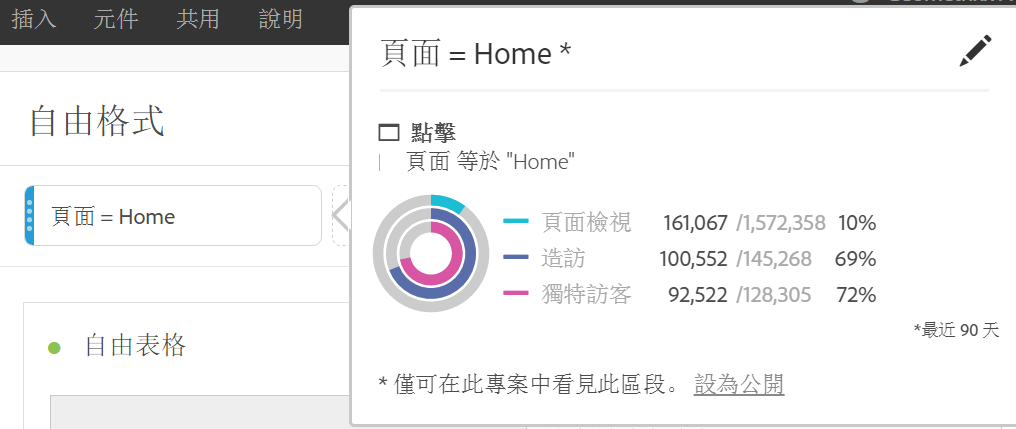 插入 元件 共用 說明
頁面 = Home *
自由格式
點擊
頁面 等於 "Home"
頁面 = Home
頁面檢視 161,067 /1,572,358 10%
造訪 100,552 /145,268 69%
獨特訪客 92,522 /128,305 72%
*最近 90 天
自由表格
* 僅可在此專案中看見此區段。 設為公開